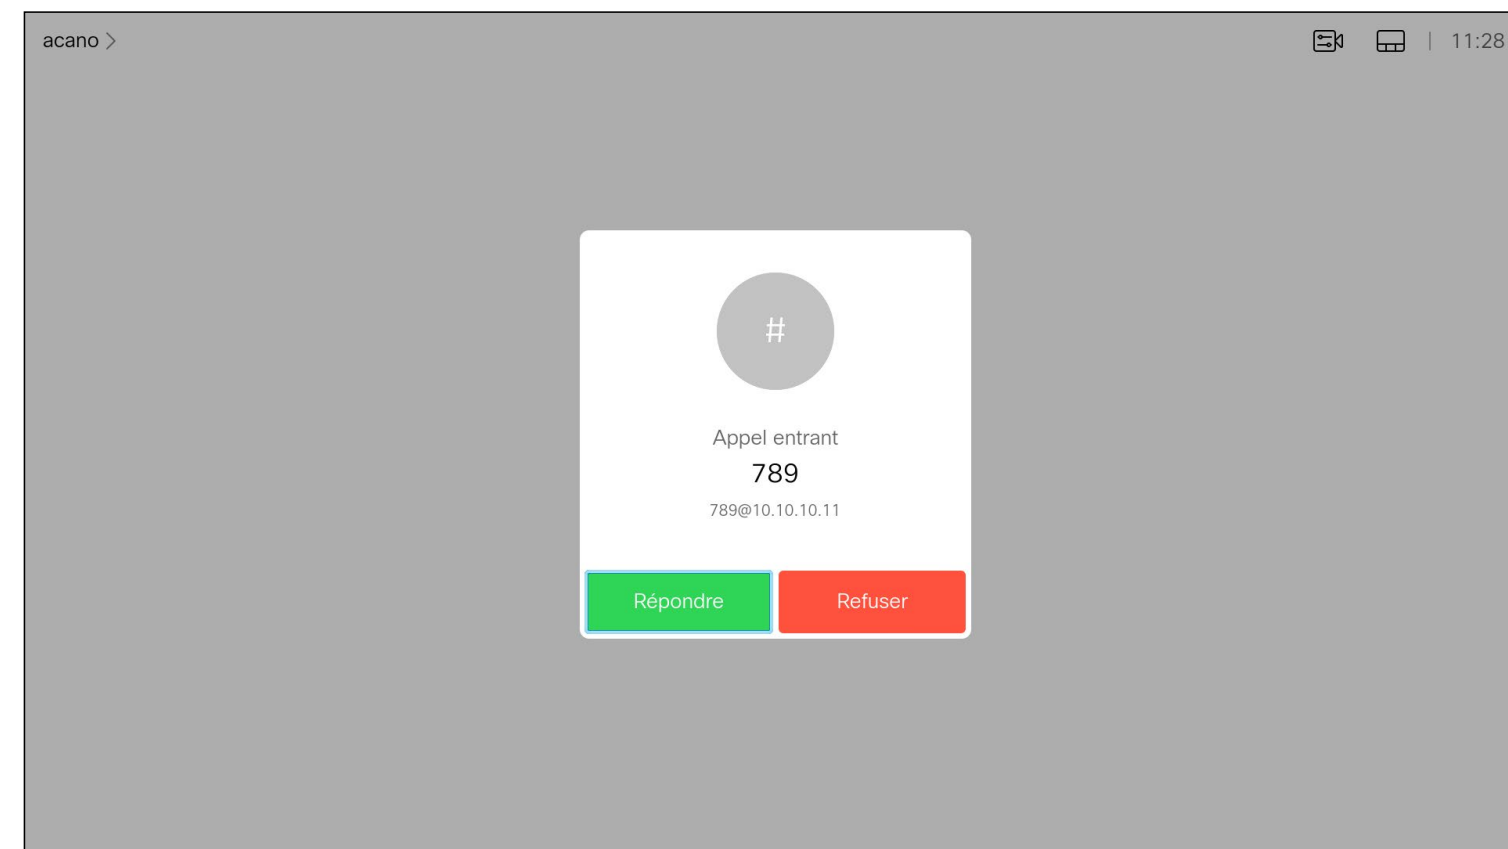 acano >
11:28
#
Appel entrant
789
789@10.10.10.11
Répondre
Refuser